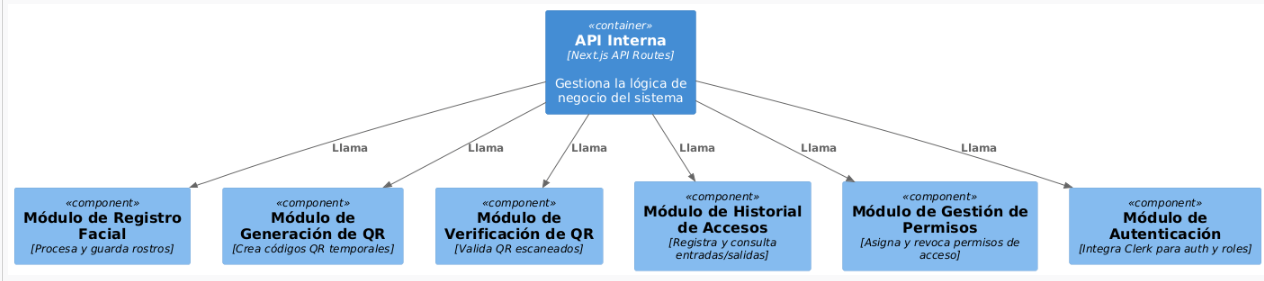 «container»
API Interna
[Next.js API Routes]
Gestiona la lógica de
negocio del sistema
Llama
Llama
Llama
Llama
Llama
Llama
«component»
Módulo de Registro
Facial
[Procesa y guarda rostros]
«component»
Módulo de
Generación de QR
[Crea códigos QR temporales]
«component»
Módulo de
Verificación de QR
[Valida QR escaneados]
«component»
Módulo de Historial
de Accesos
[Registra y consulta
entradas/salidas]
«component»
Módulo de Gestión de
Permisos
[Asigna y revoca permisos de
acceso]
«component»
Módulo de
Autenticación
[Integra Clerk para auth y roles]